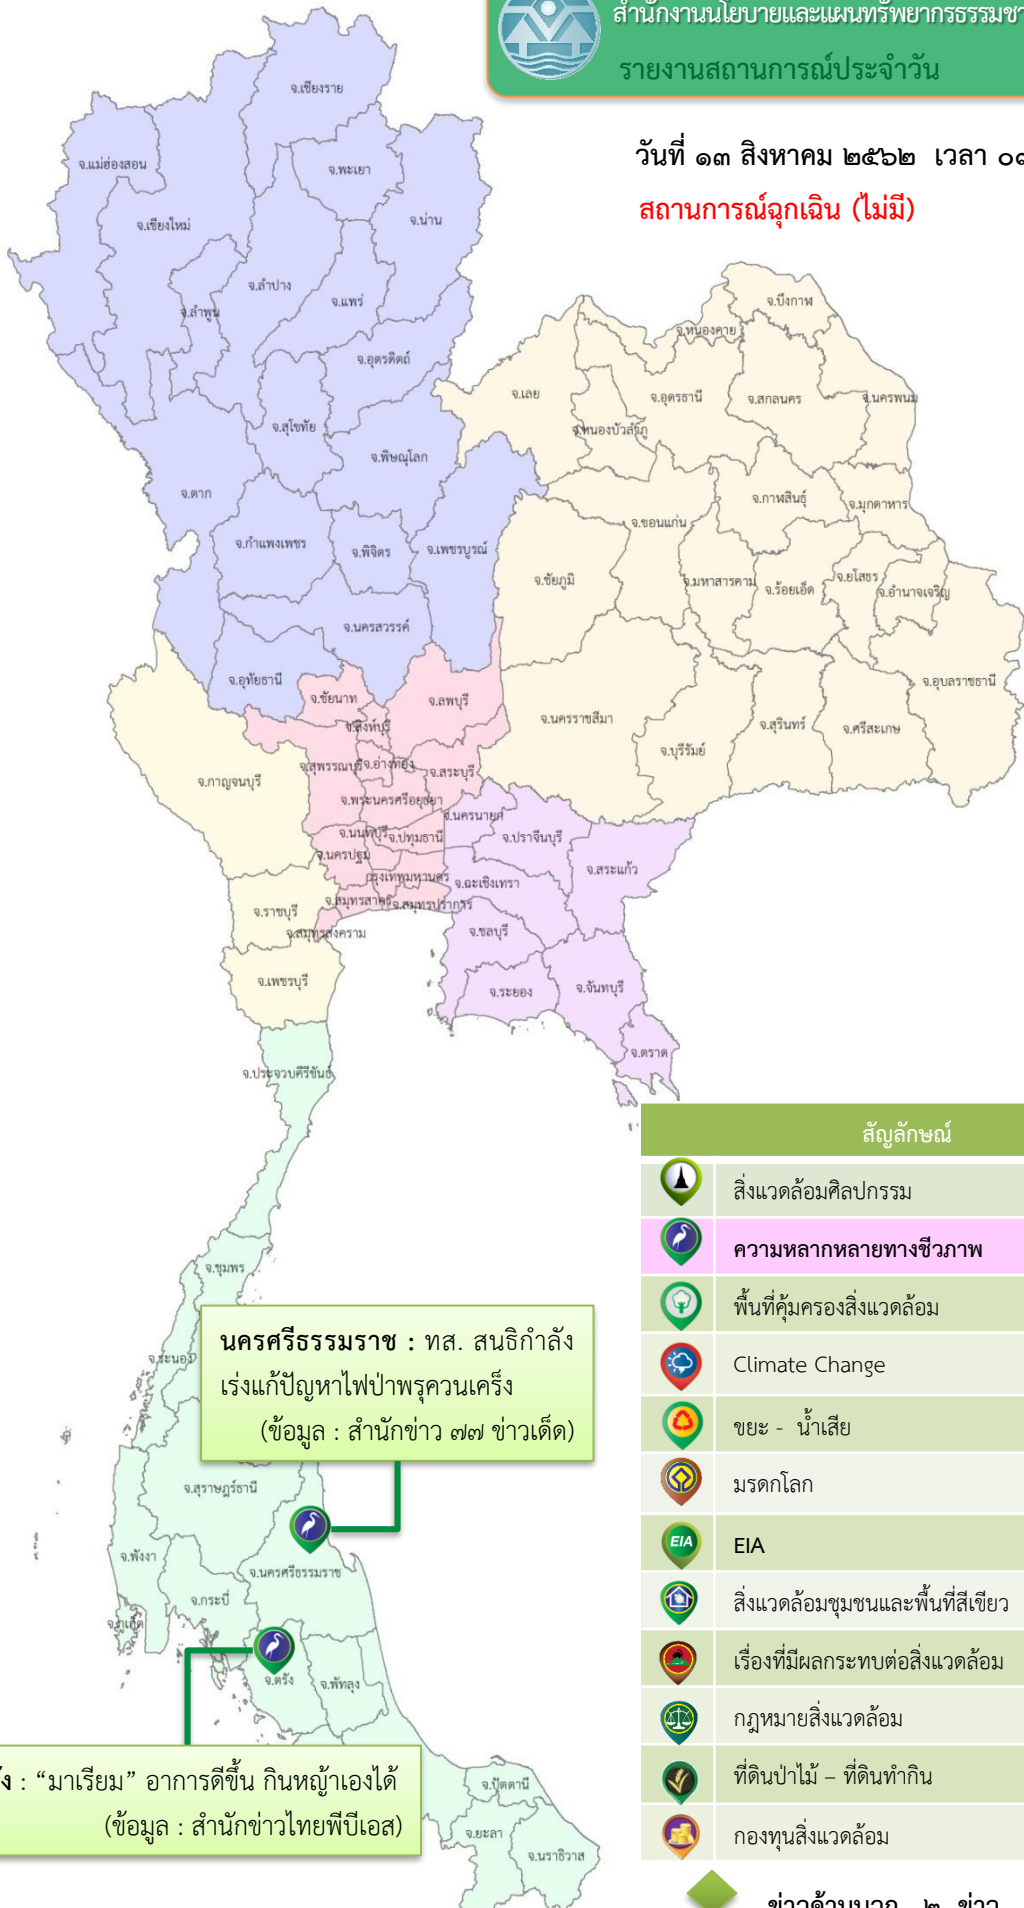 สำนักงานนโยบายและแผนทรัพยากรธรรมชา
รายงานสถานการณ์ประจำวัน
วันที่ ๑๓ สิงหาคม ๒๕๖๒ เวลา
สถานการณ์ฉุกเฉิน (ไม่มี)
จ.เชียงราย
จ.แม่ฮ่องสอน
จ.พะเยา
จ.เชียงใหม่
จ.น่าน
จ.ลำปาง
จ.แพร่
จ.ลำพูน
จ.อุตรดิตถ์
จ.สุโขทัย
จ.พิษณุโลก
จ.ตาก
จ.กำแพงเพชร
จ.พิจิตร
จ.เพชรบูรณ์
จ.นครสวรรค์
จ.อุทัยธานี
จ.บึงกาฬ
จ.หนองคาย
จ.เลย
จ.อุดรธานี
จ.สกลนคร
จ.นครพนม
จ.หนองบัวลำภู
จ.กาฬสินธุ์
จ.มุกดาหาร
จ.ขอนแก่น
จ.ชัยภูมิ
จ.มหาสารคาม
จ.ร้อยเอ็ด
จ.ยโสธร
จ.อำนาจเจริญ
จ.อุบลราชธานี
จ.นครราชสีมา
จ.บุรีรัมย์
จ.สุรินทร์
จ.ศรีสะเกษ
จ.ชัยนาท
จ.ลพบุรี
จ.สิงห์บุรี
จ.สุพรรณบุรี
จ.อ่างทอง
จ.สระบุรี
จ.กาญจนบุรี
จ.พระนครศรีอยุธยา
จ.นครนายก
จ.นนทบุรี
จ.ปทุมธานี
จ.ปราจีนบุรี
จ.นครปฐม
กรุงเทพมหานคร
จ.ฉะเชิงเทรา
จ.สระแก้ว
จ.ราชบุรี
จ.สมุทรสาคร
จ.สมุทรปราการ
จ.สมุทรสงคราม
จ.ชลบุรี
จ.เพชรบุรี
จ.ระยอง
จ.จันทบุรี
จ.ตราด
จ.ประจวบคีรีขันธ์
จ.ชุมพร
จ.ระนอง
นครศรีธรรมราช : ทส. สนธิกำลัง
เร่งแก้ปัญหาไฟป่าพรุควนเคร็ง
(ข้อมูล : สำนักข่าว ๗๗ ข่าวเด็ด)
จ.สุราษฎร์ธานี
จ.พังงา
จ.นครศรีธรรมราช
จ.กระบี่
จ.ภูเก็ต
จ.ตรัง
จ.พัทลุง
: “มาเรียม” อาการดีขึ้น กินหญ้าเองได้
(ข้อมูล : สำนักข่าวไทยพีบีเอส)
จ.ปัตตานี
จ.ยะลา
จ.นราธิวาส
สัญลักษณ์
สิ่งแวดล้อมศิลปกรรม
ความหลากหลายทางชีวภาพ
พื้นที่คุ้มครองสิ่งแวดล้อม
Climate Change
ขยะ - น้ำเสีย
มรดกโลก
EIA EIA
สิ่งแวดล้อมชุมชนและพื้นที่สีเขียว
เรื่องที่มีผลกระทบต่อสิ่งแวดล้อม
กฎหมายสิ่งแวดล้อม
ที่ดินป่าไม้ – ที่ดินทำกิน
กองทุนสิ่งแวดล้อม
ข่าวด้านบวก ๒ ข่าว